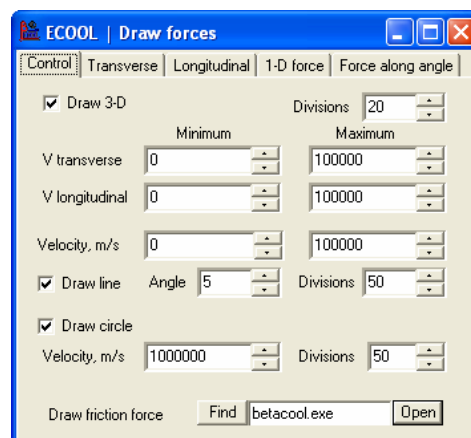 ECOOL | Draw forces
Control Transverse Longitudinal 1-D force Force along angle
Draw 3-D Divisions 20
Minimum Maximum
V transverse 0 100000
V longitudinal 0 100000
Velocity, m/s 0 100000
Draw line Angle 5 Divisions 50
Draw circle
Velocity, m/s 1000000 Divisions 50
Draw friction force Find betacool.exe Open